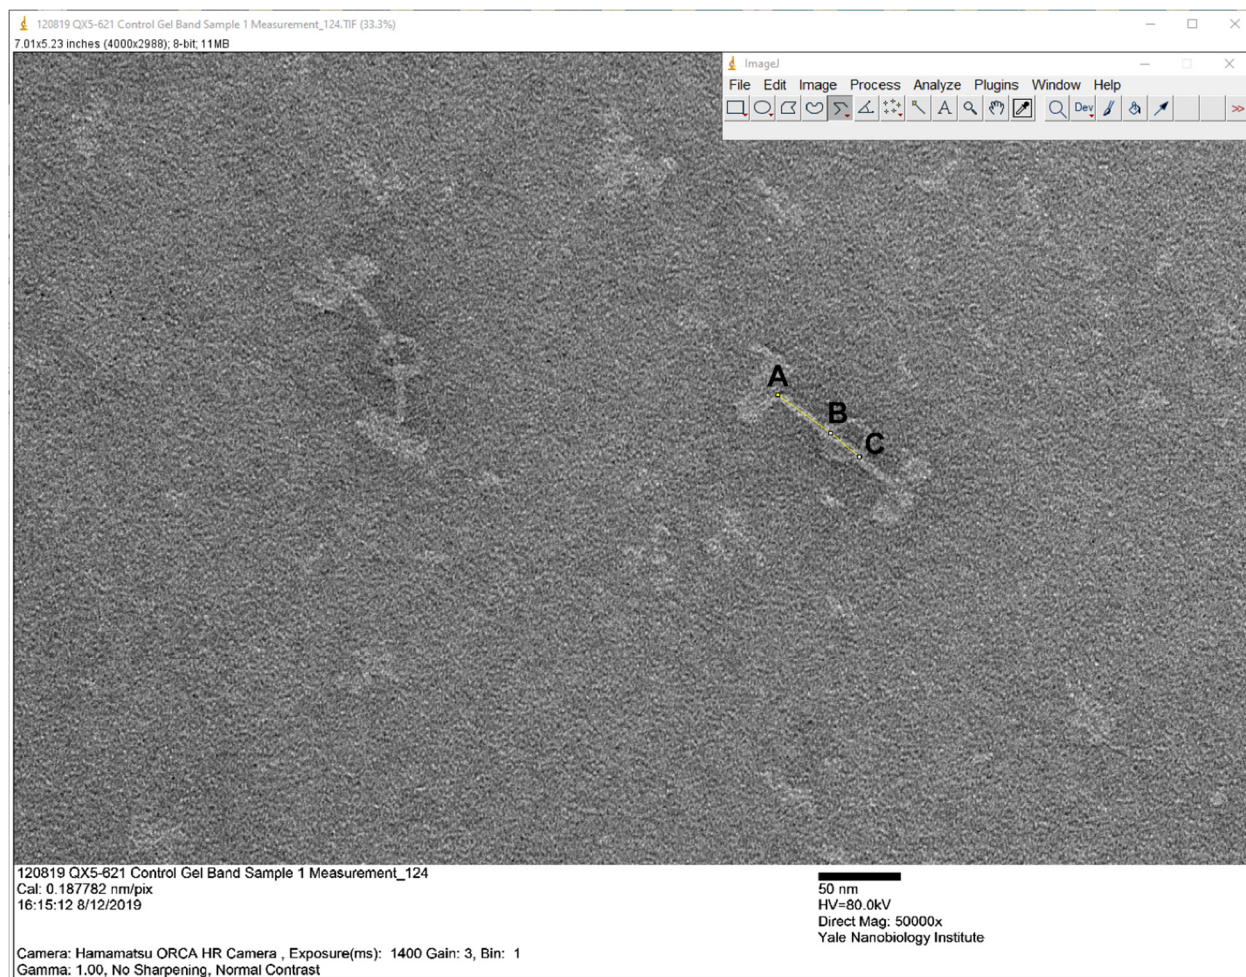 120819 QX5-621 Control Gel Band Sample 1 Measurement_124.TIF (33.3%)
7.01x5.23 inches (4000x2988); 8-bit; 11MB
ImageJ
File Edit Image Process Analyze Plugins Window Help
A Dev >>
A
B
C
120819 QX5-621 Control Gel Band Sample 1 Measurement_124
Cal: 0.187782 nm/pix
16:15:12 8/12/2019
50 nm
HV=80.0kV
Direct Mag: 50000x
Yale Nanobiology Institute
Camera: Hamamatsu ORCA HR Camera , Exposure(ms): 1400 Gain: 3, Bin: 1
Gamma: 1.00, No Sharpening, Normal Contrast